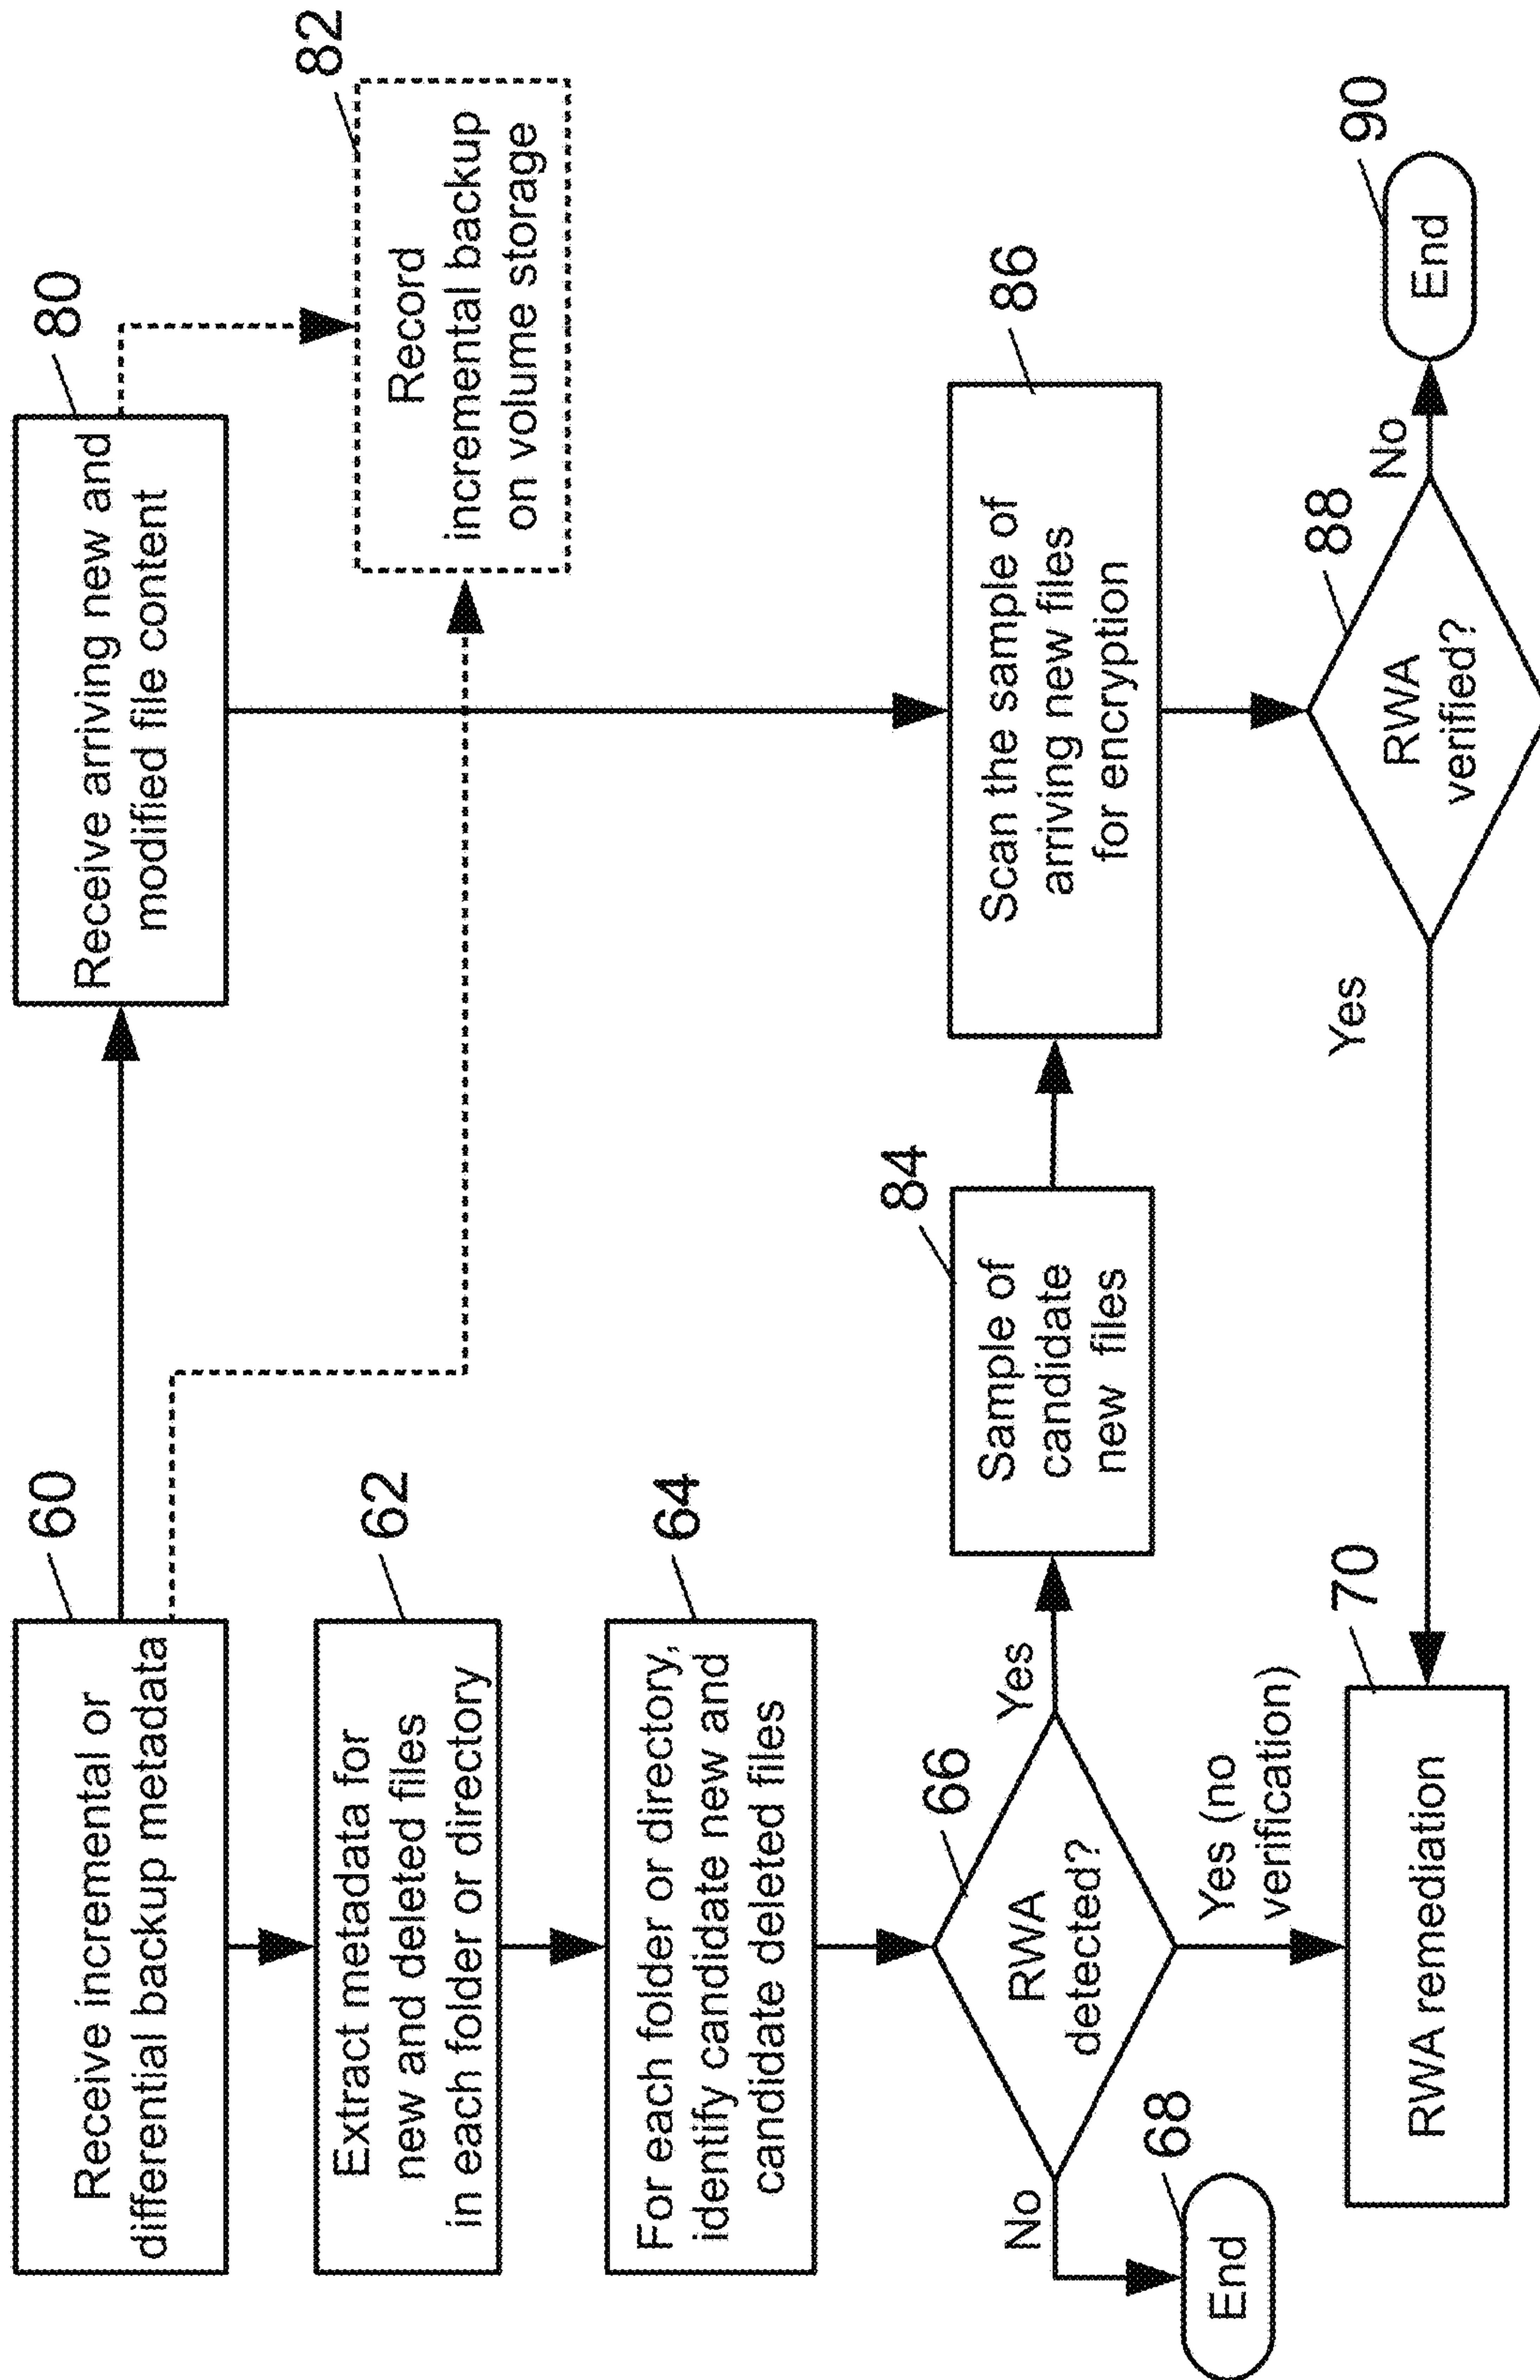 60
Receive incremental or
differential backup metadata
62
Extract metadata for
new and deleted files
in each folder or directory
64
For each folder or directory,
identify candidate new and
candidate deleted files
66
RWA
detected?
No
68
End
Yes
Yes (no
verification)
70
RWA remediation
80
Receive arriving new and
modified file content
82
Record
incremental backup
on volume storage
84
Sample of
candidate
new files
86
Scan the sample of
arriving new files
for encryption
88
RWA
verified?
Yes
No
90
End